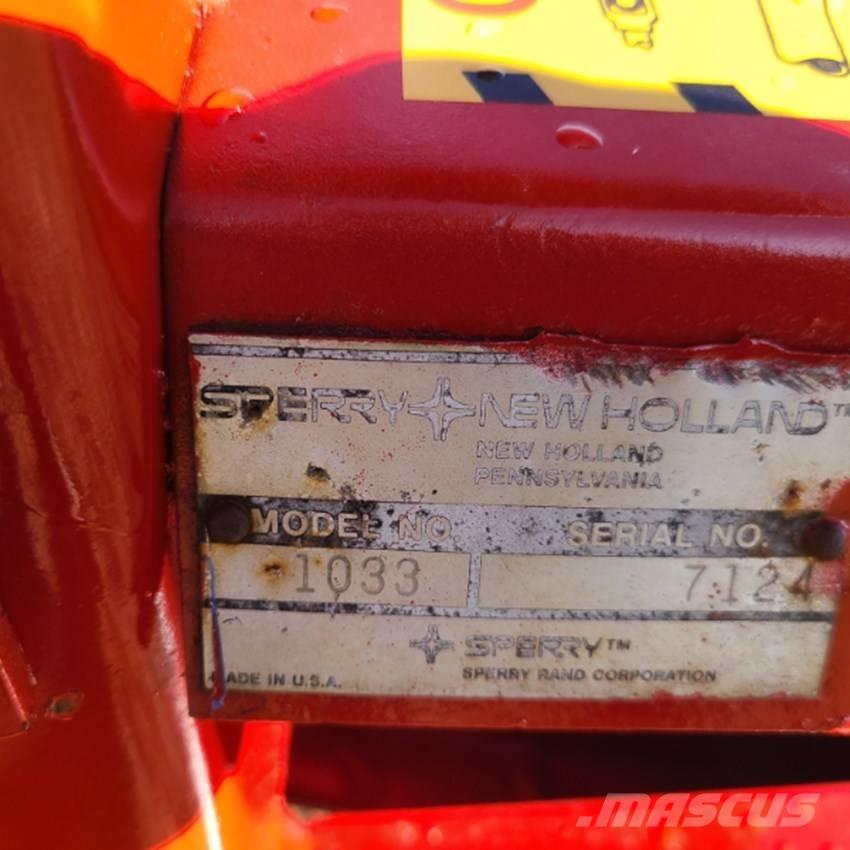 SPERRY NEW HOLLAND™
NEW HOLLAND
PENNSYLVANIA
MODEL NO. SERIAL NO.
1033 7124
SPERRY™
MADE IN U.S.A. SPERRY RAND CORPORATION
MASCUS